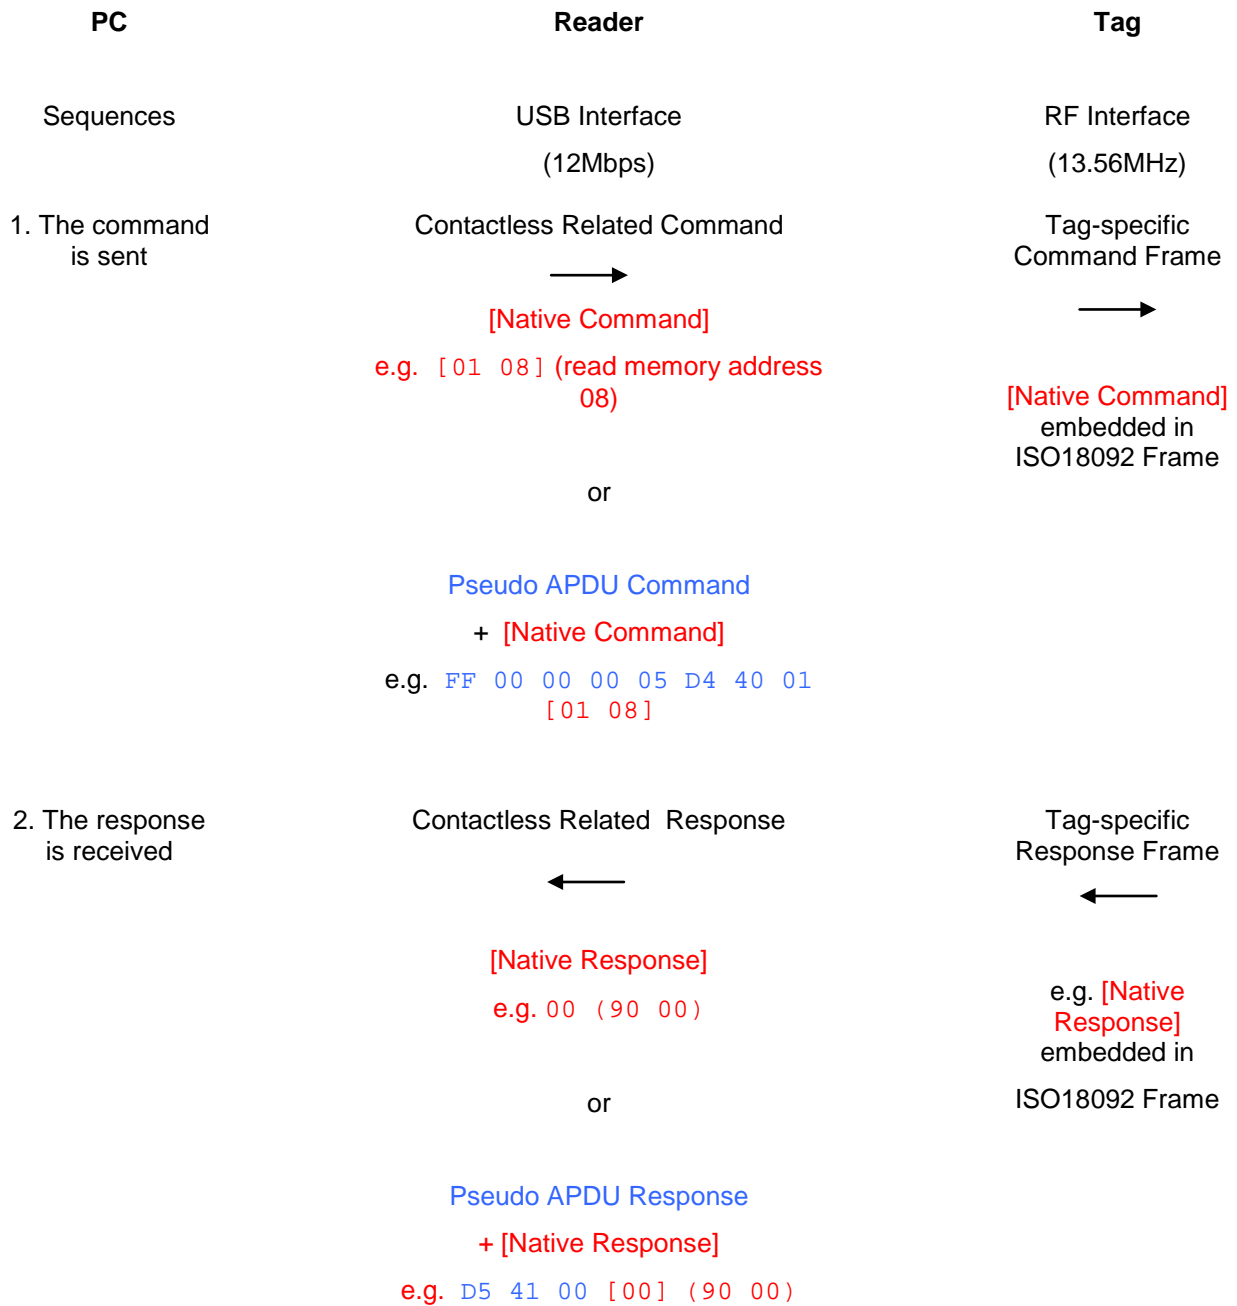 PC Reader Tag
Sequences USB Interface RF Interface
(12Mbps) (13.56MHz)
1. The command Contactless Related Command Tag-specific
is sent Command Frame
[Native Command]
e.g. [01 08] (read memory address
08) [Native Command]
embedded in
ISO18092 Frame
or
Pseudo APDU Command
+ [Native Command]
e.g. FF 00 00 00 05 D4 40 01
[01 08]
2. The response Contactless Related Response Tag-specific
is received Response Frame
[Native Response]
e.g. 00 (90 00) e.g. [Native
Response]
embedded in
or ISO18092 Frame
Pseudo APDU Response
+ [Native Response]
e.g. D5 41 00 [00] (90 00)